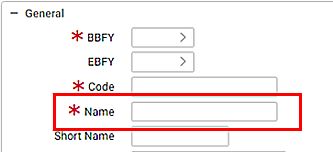 − General
* BBFY >
EBFY >
* Code
* Name
Short Name